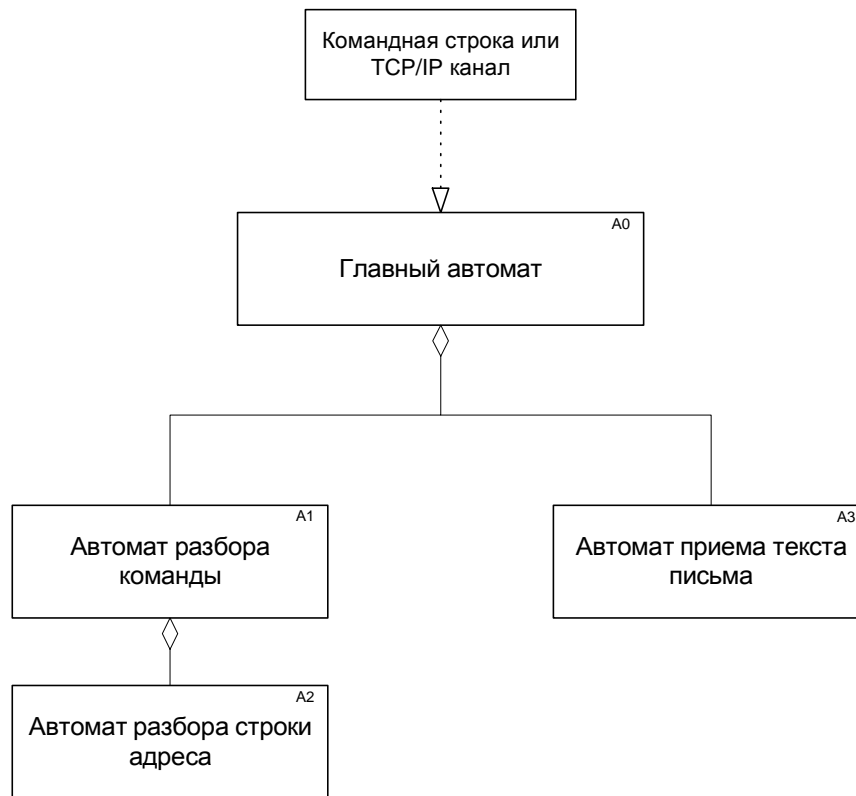 Командная строка или
TCP/IP канал
A0
Главный автомат
A1
Автомат разбора
команды
A3
Автомат приема текста
письма
A2
Автомат разбора строки
адреса